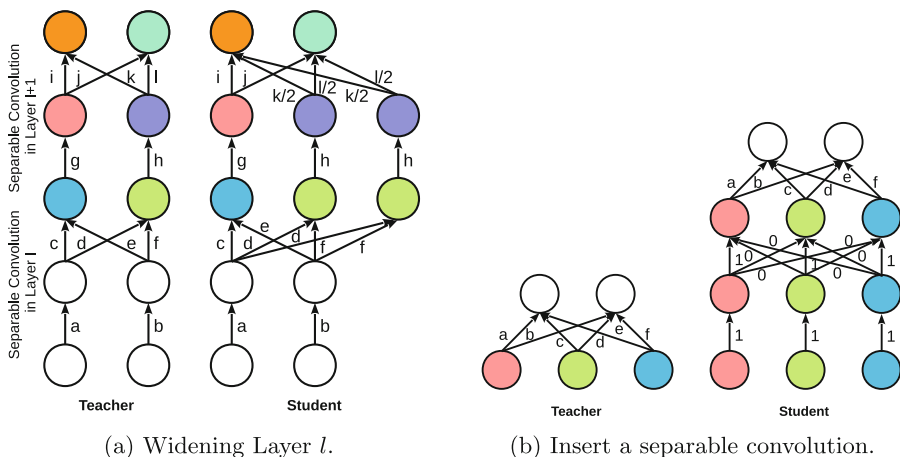 Separable Convolution
in Layer l+1
Separable Convolution
in Layer l
i j k l
g h
c d e f
a b
Teacher
i j k/2 l/2 k/2 l/2
g h h
c d e d f f
a b
Student
(a) Widening Layer l.
a b c d e f
Teacher
a b c d e f
1 0 0 0 1 0 0 0 1
1 1 1
Student
(b) Insert a separable convolution.